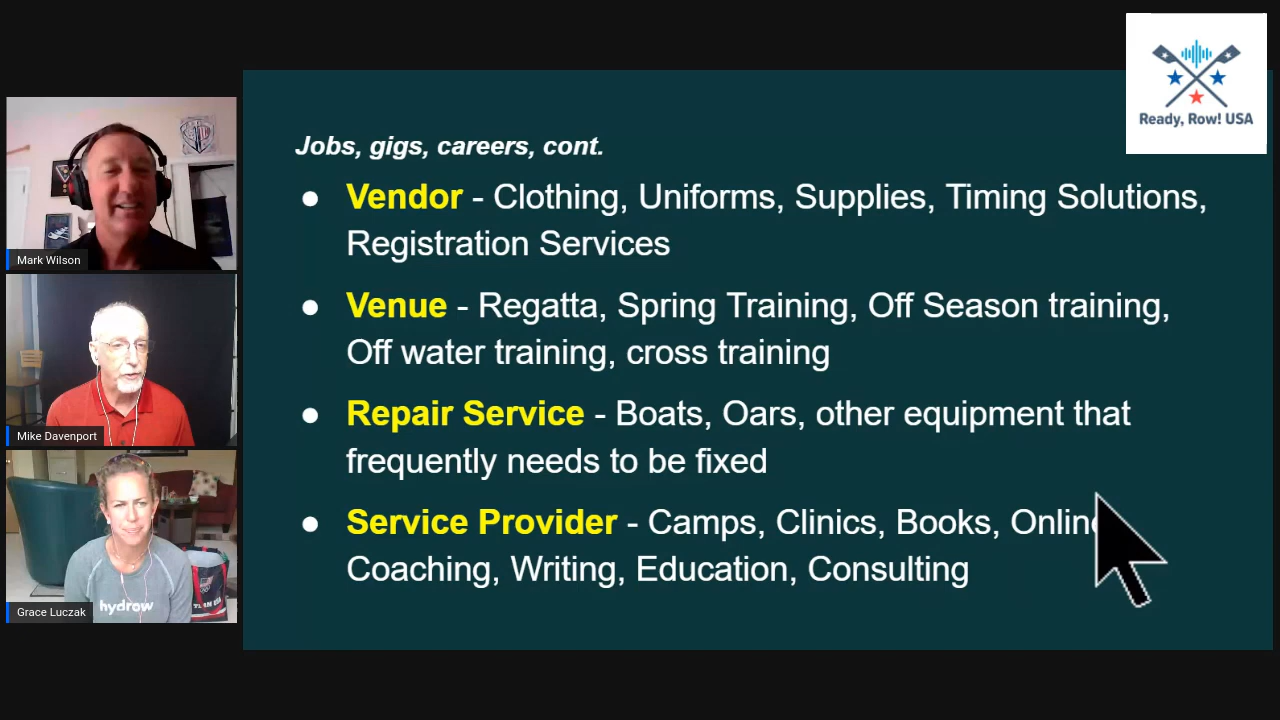 Ready, Row! USA
Jobs, gigs, careers, cont.
● Vendor - Clothing, Uniforms, Supplies, Timing Solutions,
Registration Services
● Venue - Regatta, Spring Training, Off Season training,
Off water training, cross training
● Repair Service - Boats, Oars, other equipment that
frequently needs to be fixed
● Service Provider - Camps, Clinics, Books, Online
Coaching, Writing, Education, Consulting
Mark Wilson
Mike Davenport
hydrow
Grace Luczak